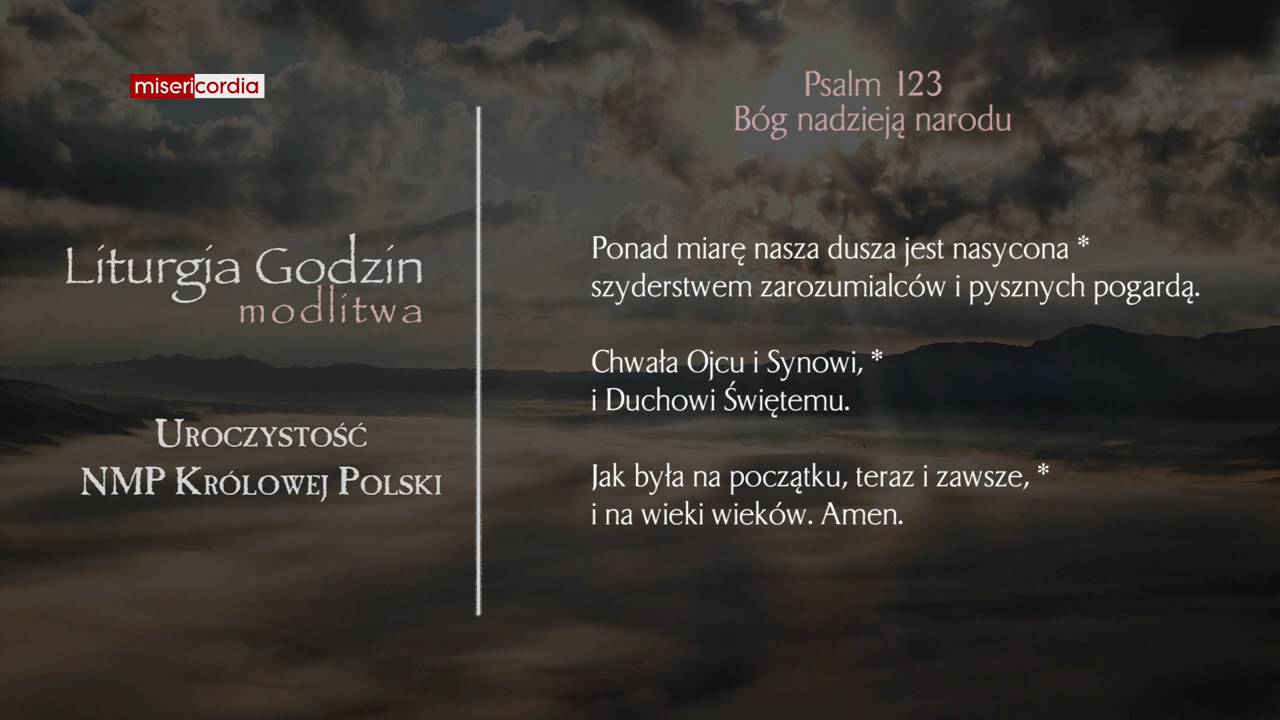 misericordia
Liturgia Godzin
modlitwa
Uroczystość
NMP Królowej Polski
Psalm 123
Bóg nadzieją narodu
Ponad miarę nasza dusza jest nasycona *
szyderstwem zarozumialców i pysznych pogardą.
Chwała Ojcu i Synowi, *
i Duchowi Świętemu.
Jak była na początku, teraz i zawsze, *
i na wieki wieków. Amen.